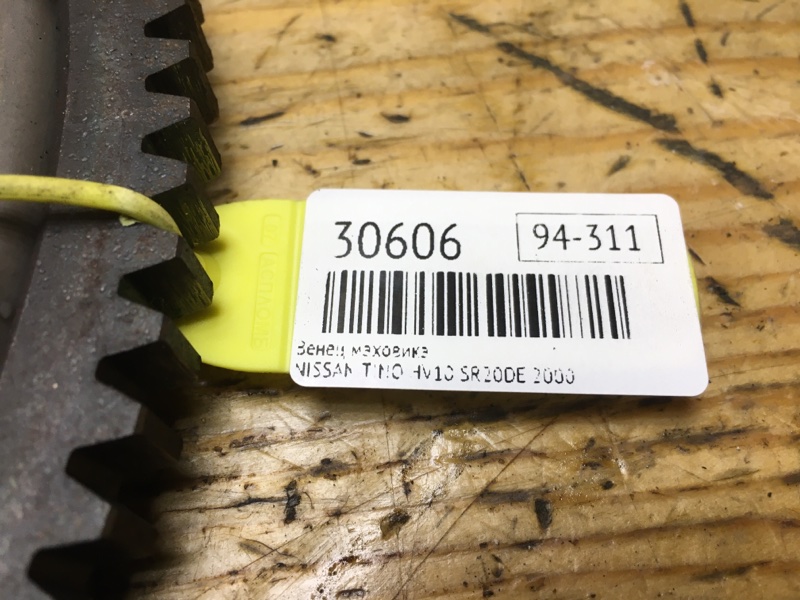 30606 94-311
Венец маховика
NISSAN TINO HV10 SR20DE 2000